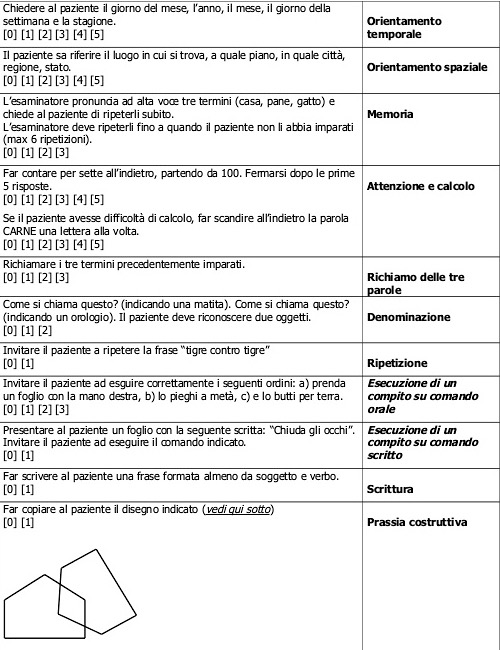 Chiedere al paziente il giorno del mese, l'anno, il mese, il giorno della
settimana e la stagione.
[0] [1] [2] [3] [4] [5]
Orientamento
temporale
Il paziente sa riferire il luogo in cui si trova, a quale piano, in quale città,
regione, stato.
[0] [1] [2] [3] [4] [5]
Orientamento spaziale
L'esaminatore pronuncia ad alta voce tre termini (casa, pane, gatto) e
chiede al paziente di ripeterli subito.
L'esaminatore deve ripeterli fino a quando il paziente non li abbia imparati
(max 6 ripetizioni).
[0] [1] [2] [3]
Memoria
Far contare per sette all'indietro, partendo da 100. Fermarsi dopo le prime
5 risposte.
[0] [1] [2] [3] [4] [5]
Se il paziente avesse difficoltà di calcolo, far scandire all'indietro la parola
CARNE una lettera alla volta.
[0] [1] [2] [3] [4] [5]
Attenzione e calcolo
Richiamare i tre termini precedentemente imparati.
[0] [1] [2] [3]
Richiamo delle tre
parole
Come si chiama questo? (indicando una matita). Come si chiama questo?
(indicando un orologio). Il paziente deve riconoscere due oggetti.
[0] [1] [2]
Denominazione
Invitare il paziente a ripetere la frase "tigre contro tigre"
[0] [1]
Ripetizione
Invitare il paziente ad esguire correttamente i seguenti ordini: a) prenda
un foglio con la mano destra, b) lo pieghi a metà, c) e lo butti per terra.
[0] [1] [2] [3]
Esecuzione di un
compito su comando
orale
Presentare al paziente un foglio con la seguente scritta: "Chiuda gli occhi".
Invitare il paziente ad eseguire il comando indicato.
[0] [1]
Esecuzione di un
compito su comando
scritto
Far scrivere al paziente una frase formata almeno da soggetto e verbo.
[0] [1]
Scrittura
Far copiare al paziente il disegno indicato (vedi qui sotto)
[0] [1]
Prassia costruttiva